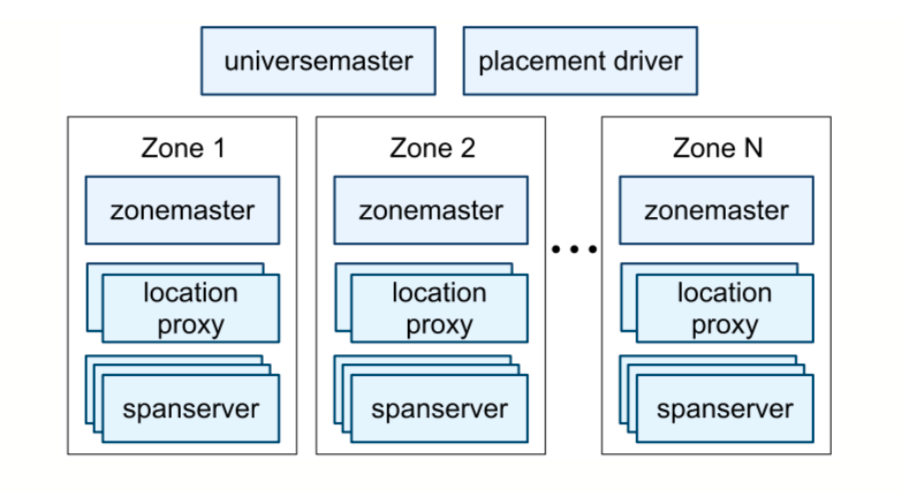 universemaster
placement driver
Zone 1
zonemaster
location
proxy
spanserver
Zone 2
zonemaster
location
proxy
spanserver
...
Zone N
zonemaster
location
proxy
spanserver